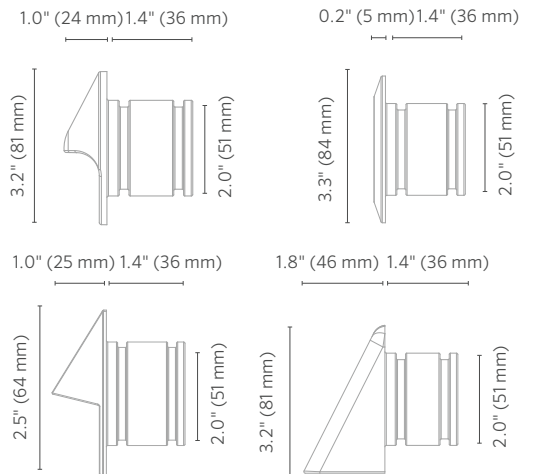 1.0" (24 mm) 1.4" (36 mm)
3.2" (81 mm)
2.0" (51 mm)
0.2" (5 mm) 1.4" (36 mm)
3.3" (84 mm)
2.0" (51 mm)
1.0" (25 mm) 1.4" (36 mm)
2.5" (64 mm)
2.0" (51 mm)
1.8" (46 mm) 1.4" (36 mm)
3.2" (81 mm)
2.0" (51 mm)